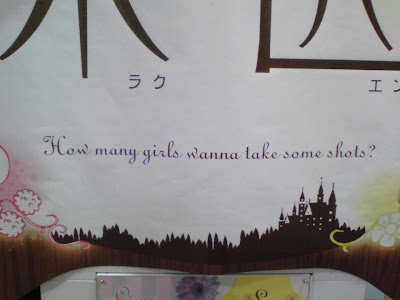 ラク エン
How many girls wanna take some shots?